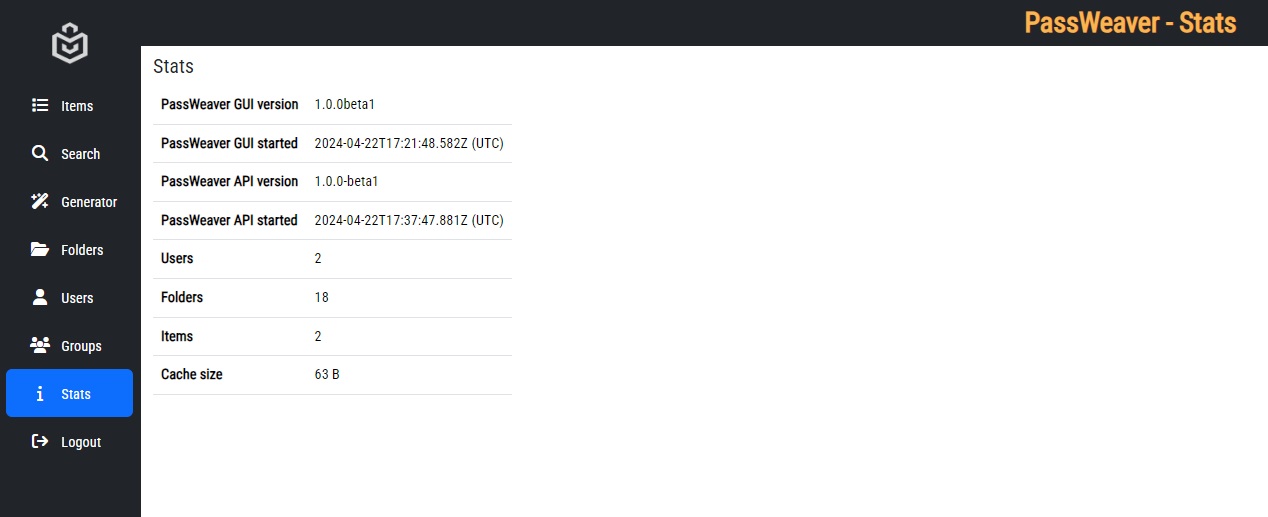 PassWeaver - Stats
Items
Search
Generator
Folders
Users
Groups
Stats
Logout
Stats
PassWeaver GUI version 1.0.0beta1
PassWeaver GUI started 2024-04-22T17:21:48.582Z (UTC)
PassWeaver API version 1.0.0-beta1
PassWeaver API started 2024-04-22T17:37:47.881Z (UTC)
Users 2
Folders 18
Items 2
Cache size 63 B